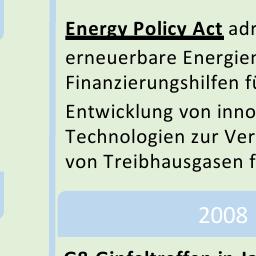 Energy Policy Act adr
erneuerbare Energier
Finanzierungshilfen fü
Entwicklung von inno
Technologien zur Ver
von Treibhausgasen f
2008
G8-Gipfeltreffen in Ja